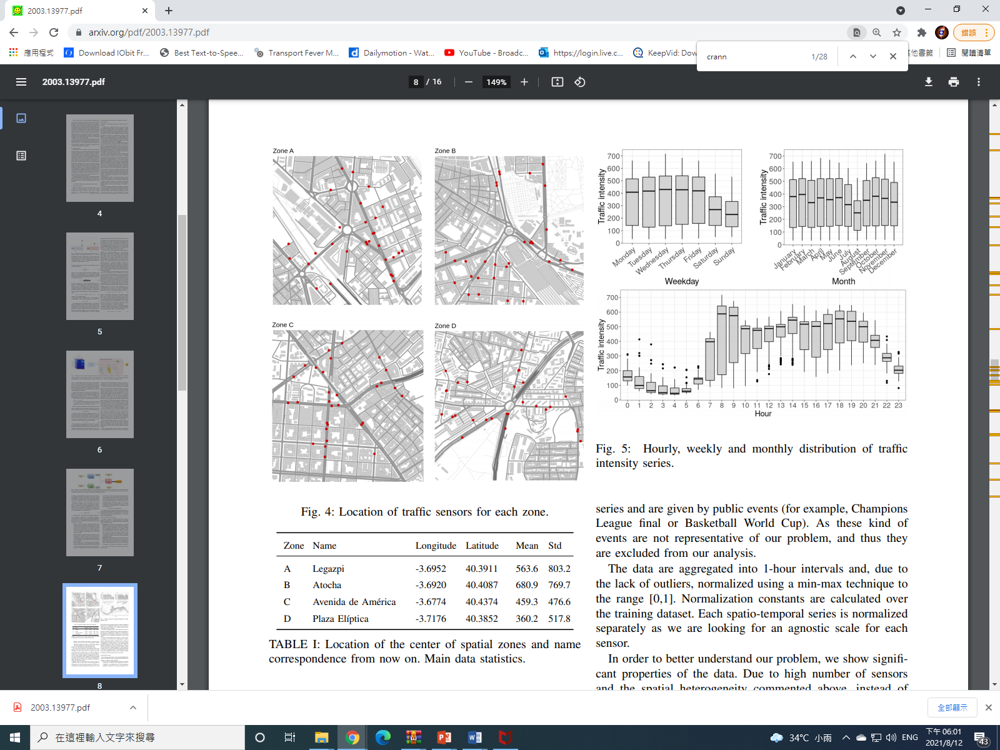 2003.13977.pdf
arxiv.org/pdf/2003.13977.pdf
錯誤
應用程式
Download IObit Fr...
Best Text-to-Spee...
Transport Fever M...
Dailymotion - Wat...
YouTube - Broadc...
https://login.live.c...
KeepVid: Dow
crann
1/28
其他書籤
閱讀清單
2003.13977.pdf
8 / 16
149%
4
5
6
7
8
Zone A
Zone B
Zone C
Zone D
Fig. 4: Location of traffic sensors for each zone.
Zone Name Longitude Latitude Mean Std
A Legazpi -3.6952 40.3911 563.6 803.2
B Atocha -3.6920 40.4087 680.9 769.7
C Avenida de América -3.6774 40.4374 459.3 476.6
D Plaza Elíptica -3.7176 40.3852 360.2 517.8
TABLE I: Location of the center of spatial zones and name
correspondence from now on. Main data statistics.
Traffic intensity
700
600
500
400
300
200
100
0
Monday
Tuesday
Wednesday
Thursday
Friday
Saturday
Sunday
Weekday
Traffic intensity
700
600
500
400
300
200
100
0
January
February
March
April
May
June
July
August
September
October
November
December
Month
Traffic intensity
700
600
500
400
300
200
100
0
0 1 2 3 4 5 6 7 8 9 10 11 12 13 14 15 16 17 18 19 20 21 22 23
Hour
Fig. 5: Hourly, weekly and monthly distribution of traffic
intensity series.
series and are given by public events (for example, Champions
League final or Basketball World Cup). As these kind of
events are not representative of our problem, and thus they
are excluded from our analysis.
The data are aggregated into 1-hour intervals and, due to
the lack of outliers, normalized using a min-max technique to
the range [0,1]. Normalization constants are calculated over
the training dataset. Each spatio-temporal series is normalized
separately as we are looking for an agnostic scale for each
sensor.
In order to better understand our problem, we show signifi-
cant properties of the data. Due to high number of sensors
and the spatial heterogeneity commented above, instead of
2003.13977.pdf
全部顯示
在這裡輸入文字來搜尋
34°C 小雨
ENG
下午 06:01
2021/8/12
43